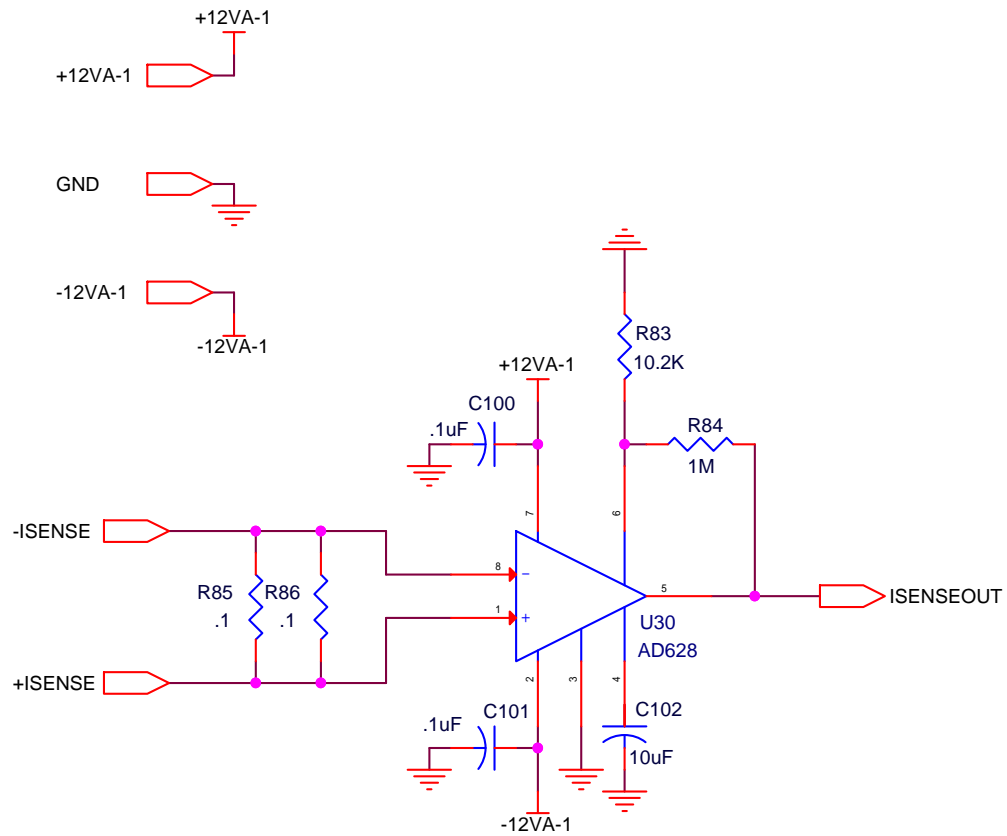 +12VA-1
+12VA-1
GND
-12VA-1
-12VA-1
R83
10.2K
+12VA-1
C100
.1uF
R84
1M
7
6
-ISENSE
8
−
R85
.1
R86
.1
1
+
5
ISENSEOUT
U30
AD628
+ISENSE
2
3
4
C101
.1uF
C102
10uF
-12VA-1